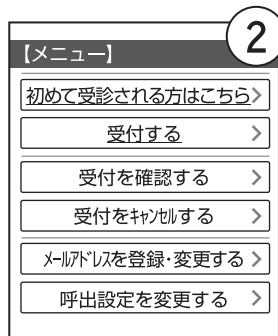 2
【メニュー】
初めて受診される方はこちら>
受付する >
受付を確認する >
受付をｷｬﾝｾﾙする >
ﾒｰﾙｱﾄﾞﾚｽを登録･変更する >
呼出設定を変更する >